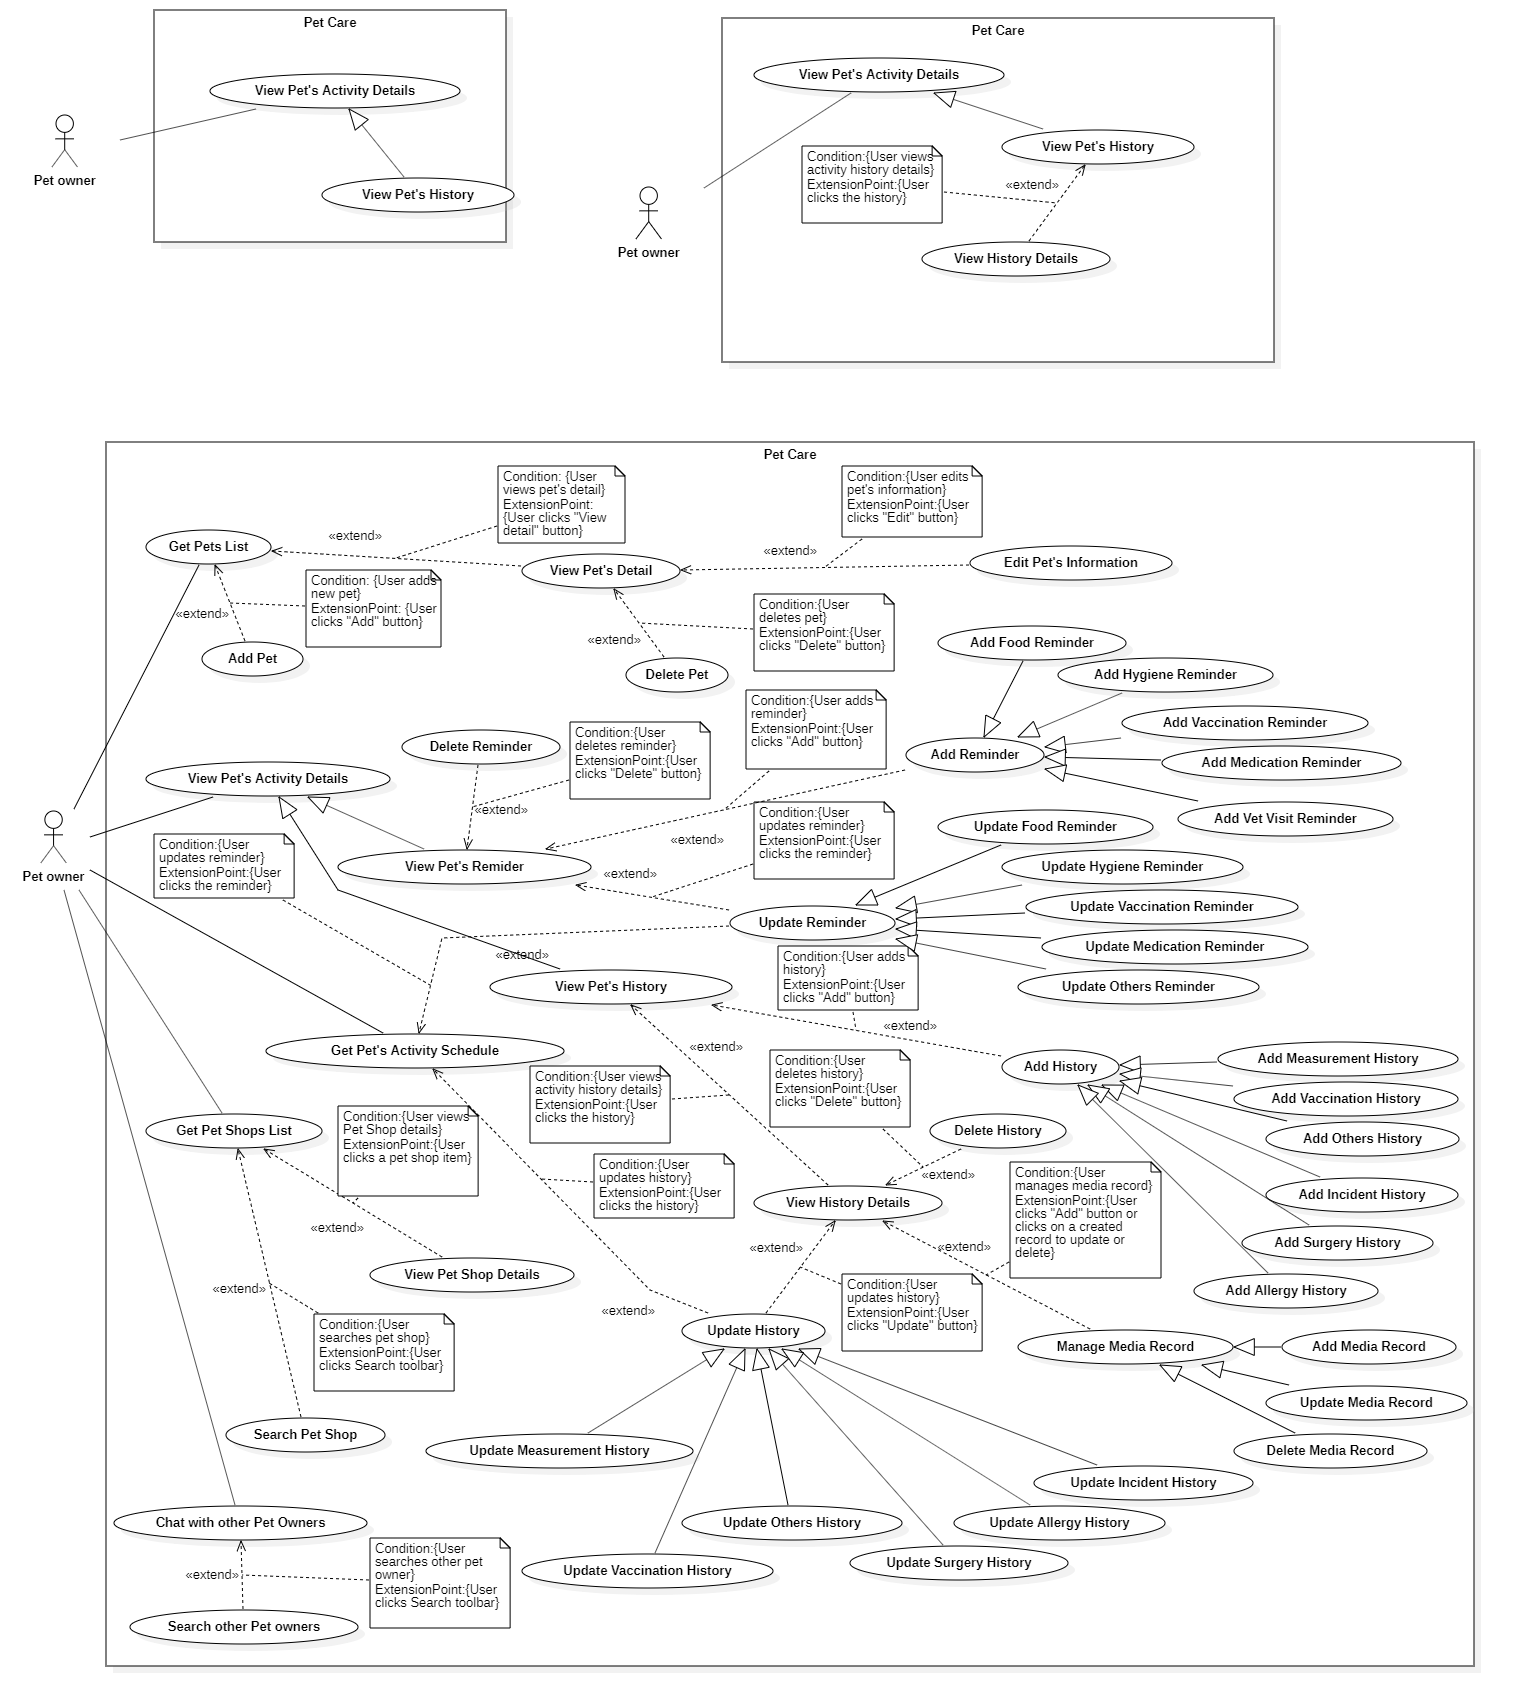 Pet Care
View Pet's Activity Details
Pet owner
View Pet's History
Pet Care
View Pet's Activity Details
View Pet's History
Condition:{User views
activity history details}
ExtensionPoint:{User
clicks the history}
«extend»
Pet owner
View History Details
Pet Care
Condition: {User
views pet's detail}
ExtensionPoint:
{User clicks "View
detail" button}
Condition:{User edits
pet's information}
ExtensionPoint:{User
clicks "Edit" button}
«extend»
Get Pets List
«extend»
View Pet's Detail
Edit Pet's Information
Condition: {User adds
new pet}
ExtensionPoint: {User
clicks "Add" button}
«extend»
Condition:{User
deletes pet}
ExtensionPoint:{User
clicks "Delete" button}
«extend»
Add Pet
Delete Pet
Add Food Reminder
Add Hygiene Reminder
Condition:{User adds
reminder}
ExtensionPoint:{User
clicks "Add" button}
Add Vaccination Reminder
Delete Reminder
Condition:{User
deletes reminder}
ExtensionPoint:{User
clicks "Delete" button}
Add Reminder
Add Medication Reminder
View Pet's Activity Details
«extend»
Add Vet Visit Reminder
Condition:{User
updates reminder}
ExtensionPoint:{User
clicks the reminder}
Update Food Reminder
«extend»
Pet owner
Condition:{User
updates reminder}
ExtensionPoint:{User
clicks the reminder}
View Pet's Remider
«extend»
Update Hygiene Reminder
Update Vaccination Reminder
Update Reminder
Update Medication Reminder
«extend»
Condition:{User adds
history}
ExtensionPoint:{User
clicks "Add" button}
View Pet's History
Update Others Reminder
«extend»
Get Pet's Activity Schedule
«extend»
Condition:{User
deletes history}
ExtensionPoint:{User
clicks "Delete" button}
Add History
Add Measurement History
Condition:{User views
activity history details}
ExtensionPoint:{User
clicks the history}
Add Vaccination History
Get Pet Shops List
Condition:{User views
Pet Shop details}
ExtensionPoint:{User
clicks a pet shop item}
Delete History
Add Others History
Condition:{User
updates history}
ExtensionPoint:{User
clicks the history}
«extend»
Condition:{User
manages media record}
ExtensionPoint:{User
clicks "Add" button or
clicks on a created
record to update or
delete}
View History Details
Add Incident History
«extend»
«extend»
«extend»
Add Surgery History
View Pet Shop Details
«extend»
Condition:{User
updates history}
ExtensionPoint:{User
clicks "Update" button}
Add Allergy History
«extend»
Condition:{User
searches pet shop}
ExtensionPoint:{User
clicks Search toolbar}
Update History
Manage Media Record
Add Media Record
Update Media Record
Search Pet Shop
Update Measurement History
Delete Media Record
Update Incident History
Chat with other Pet Owners
Update Others History
Update Allergy History
Condition:{User
searches other pet
owner}
ExtensionPoint:{User
clicks Search toolbar}
«extend»
Update Vaccination History
Update Surgery History
Search other Pet owners